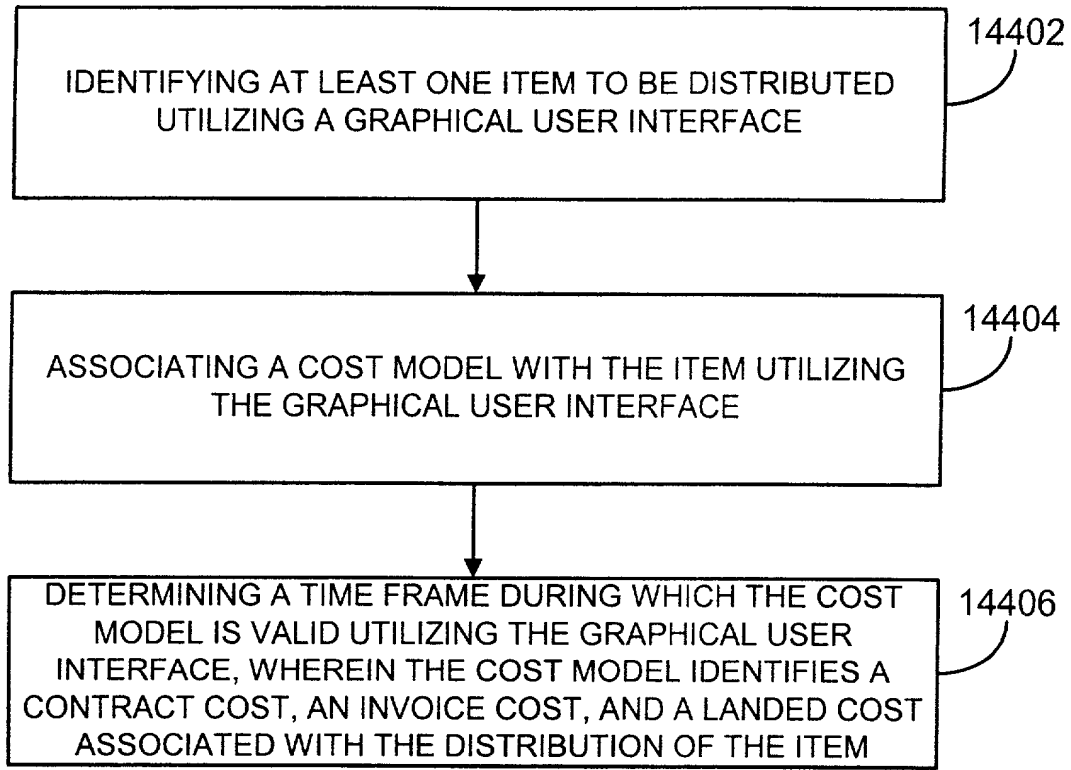 14402
IDENTIFYING AT LEAST ONE ITEM TO BE DISTRIBUTED
UTILIZING A GRAPHICAL USER INTERFACE
14404
ASSOCIATING A COST MODEL WITH THE ITEM UTILIZING
THE GRAPHICAL USER INTERFACE
14406
DETERMINING A TIME FRAME DURING WHICH THE COST
MODEL IS VALID UTILIZING THE GRAPHICAL USER
INTERFACE, WHEREIN THE COST MODEL IDENTIFIES A
CONTRACT COST, AN INVOICE COST, AND A LANDED COST
ASSOCIATED WITH THE DISTRIBUTION OF THE ITEM